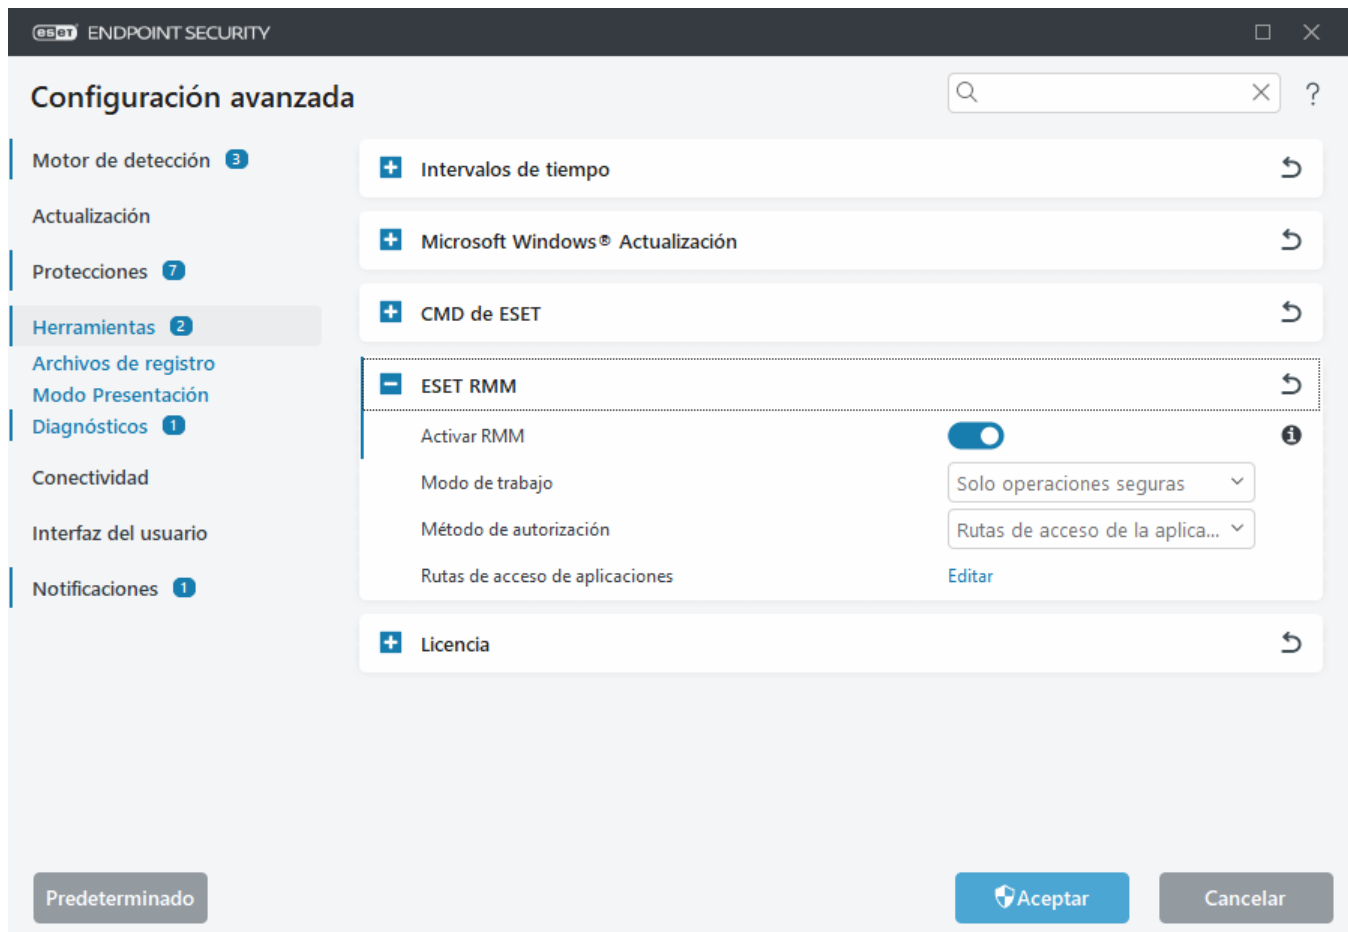 eset ENDPOINT SECURITY
Configuración avanzada
?
Motor de detección 3
Actualización
Protecciones 7
Herramientas 2
Archivos de registro
Modo Presentación
Diagnósticos 1
Conectividad
Interfaz del usuario
Notificaciones 1
Intervalos de tiempo
Microsoft Windows® Actualización
CMD de ESET
ESET RMM
Activar RMM
Modo de trabajo
Solo operaciones seguras
Método de autorización
Rutas de acceso de la aplica...
Rutas de acceso de aplicaciones
Editar
Licencia
Predeterminado
Aceptar
Cancelar